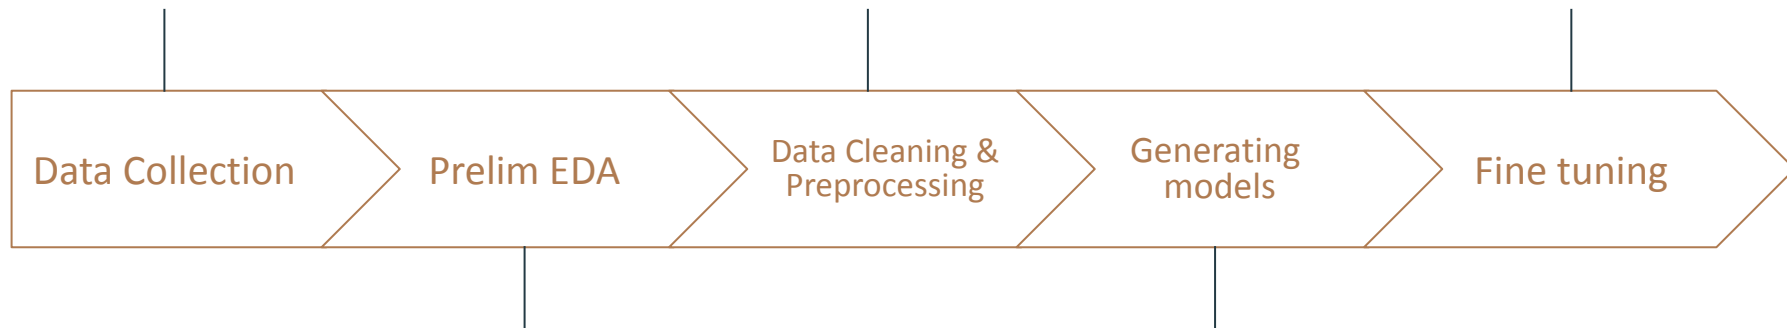 Data Collection
Prelim EDA
Data Cleaning &
Preprocessing
Generating
models
Fine tuning